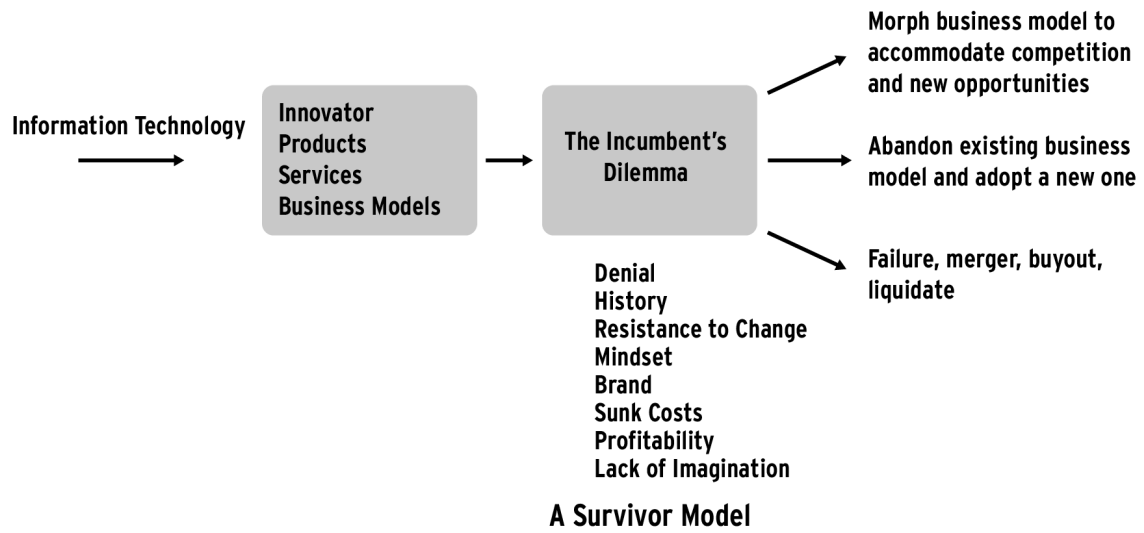 Information Technology
Innovator
Products
Services
Business Models
The Incumbent's
Dilemma
Morph business model to
accommodate competition
and new opportunities
Abandon existing business
model and adopt a new one
Failure, merger, buyout,
liquidate
Denial
History
Resistance to Change
Mindset
Brand
Sunk Costs
Profitability
Lack of Imagination
A Survivor Model